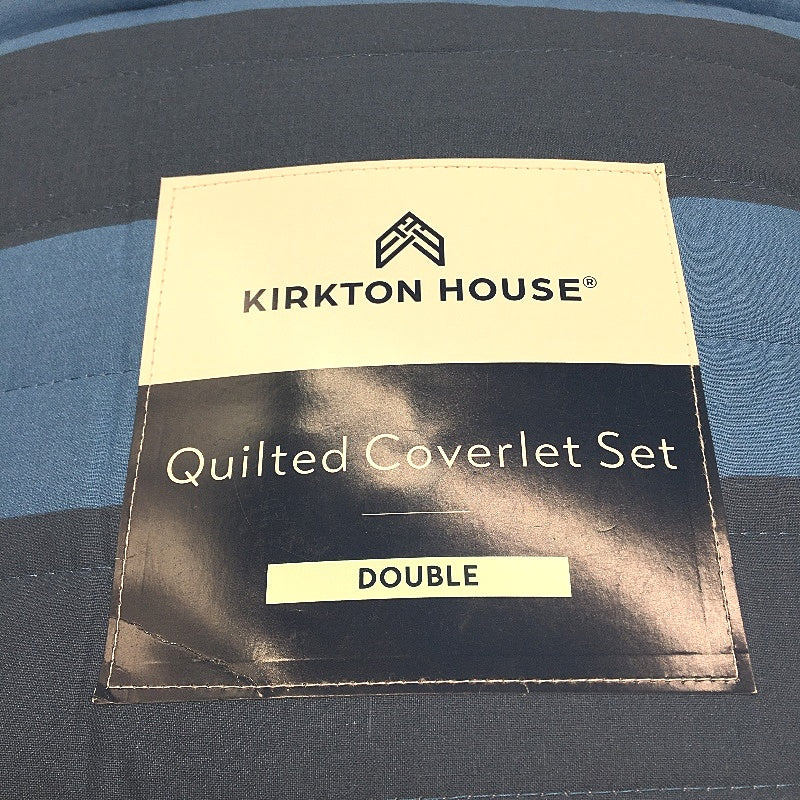 KIRKTON HOUSE®
Quilted Coverlet Set
DOUBLE